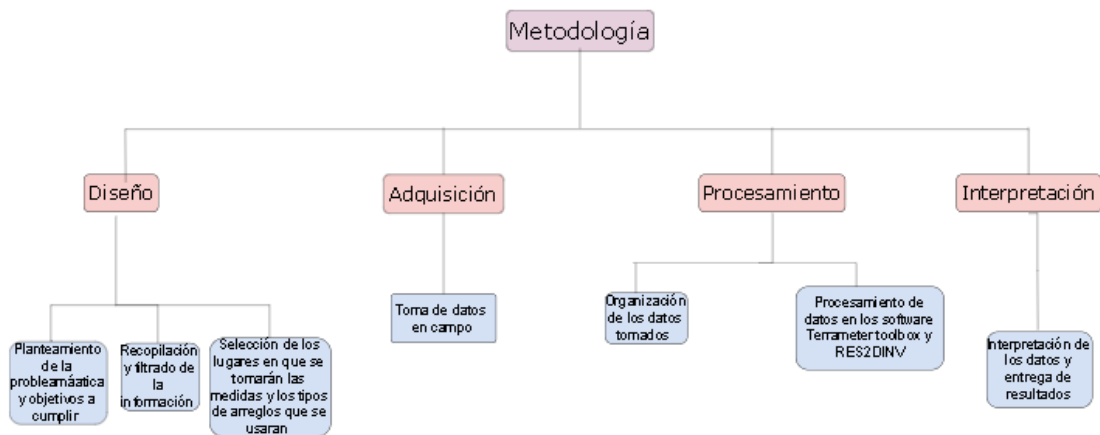 Metodología
Diseño
Adquisición
Procesamiento
Interpretación
Planteamiento
de la
probleamáatica
y objetivos a
cumplir
Recopilación
y filtrado de
la
información
Selección de los
lugares en que se
tomarán las
medidas y los tipos
de arreglos que se
usaran
Toma de datos
en campo
Organización
de los datos
tomados
Procesamiento de
datos en los software
Terrameter toolbox y
RES2DINV
Interpretación de
los datos y
entrega de
resultados